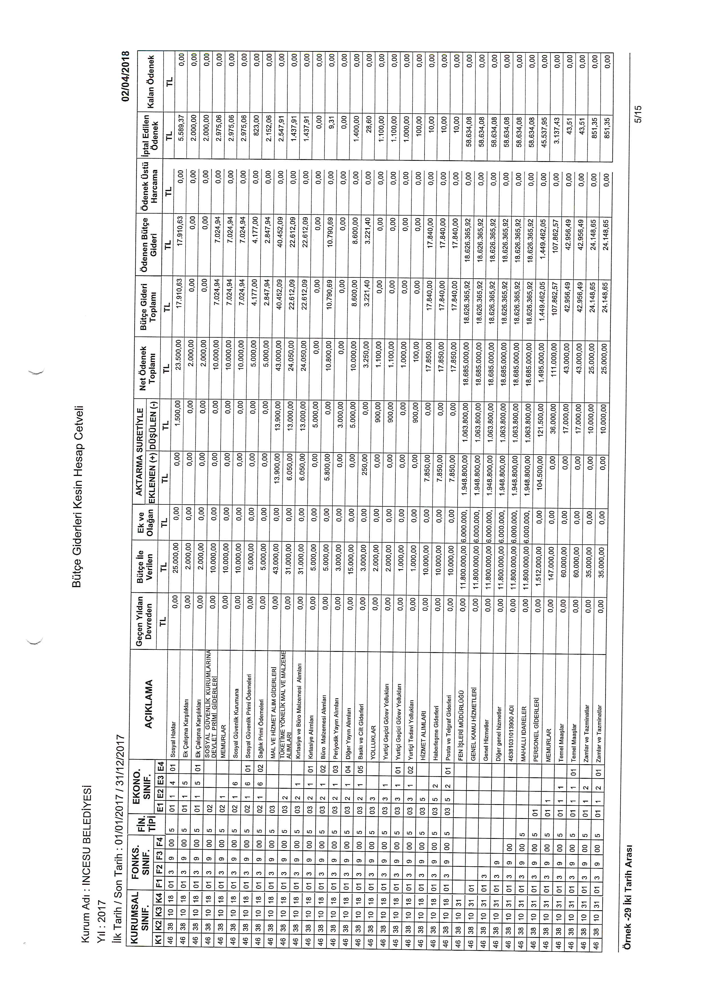 Bütçe Giderleri Kesin Hesap Cetveli
Kurum Adı : INCESU BELEDİYESİ
Yıl : 2017
İlk Tarih / Son Tarih : 01/01/2017 / 31/12/2017
02/04/2018
KURUMSAL SINIF. FONKS. SINIF. FİN. TİPİ EKONO. SINIF. AÇIKLAMA Geçen Yıldan Devreden Bütçe İle Verilen Ek ve Olağan AKTARMA SURETİYLE Net Ödenek Toplamı Bütçe Gideri Toplamı Ödenen Bütçe Gideri Ödenek Üstü Harcama İptal Edilen Ödenek Kalan Ödenek
EKLENEN (+) DÜŞÜLEN (-)
K1 K2 K3 K4 F1 F2 F3 F4 E1 E2 E3 E4 TL TL TL TL TL TL TL TL TL TL TL
46 38 10 18 01 3 9 00 5 01 1 4 01 Sosyal Haklar 0,00 25.000,00 0,00 0,00 1.500,00 23.500,00 17.910,63 17.910,63 0,00 5.589,37 0,00
46 38 10 18 01 3 9 00 5 01 1 5 Ek Çalışma Karşılıkları 0,00 2.000,00 0,00 0,00 0,00 2.000,00 0,00 0,00 0,00 2.000,00 0,00
46 38 10 18 01 3 9 00 5 01 1 5 01 Ek Çalışma Karşılıkları 0,00 2.000,00 0,00 0,00 0,00 2.000,00 0,00 0,00 0,00 2.000,00 0,00
46 38 10 18 01 3 9 00 5 02 SOSYAL GÜVENLİK KURUMLARINA DEVLET PRİMİ GİDERLERİ 0,00 10.000,00 0,00 0,00 0,00 10.000,00 7.024,94 7.024,94 0,00 2.975,06 0,00
46 38 10 18 01 3 9 00 5 02 1 MEMURLAR 0,00 10.000,00 0,00 0,00 0,00 10.000,00 7.024,94 7.024,94 0,00 2.975,06 0,00
46 38 10 18 01 3 9 00 5 02 1 6 Sosyal Güvenlik Kurumuna 0,00 10.000,00 0,00 0,00 0,00 10.000,00 7.024,94 7.024,94 0,00 2.975,06 0,00
46 38 10 18 01 3 9 00 5 02 1 6 01 Sosyal Güvenlik Primi Ödemeleri 0,00 5.000,00 0,00 0,00 0,00 5.000,00 4.177,00 4.177,00 0,00 823,00 0,00
46 38 10 18 01 3 9 00 5 02 1 6 02 Sağlık Primi Ödemeleri 0,00 5.000,00 0,00 0,00 0,00 5.000,00 2.847,94 2.847,94 0,00 2.152,06 0,00
46 38 10 18 01 3 9 00 5 03 MAL VE HİZMET ALIM GİDERLERİ 0,00 43.000,00 0,00 13.900,00 13.900,00 43.000,00 40.452,09 40.452,09 0,00 2.547,91 0,00
46 38 10 18 01 3 9 00 5 03 2 TÜKETİME YÖNELİK MAL VE MALZEME ALIMLARI 0,00 31.000,00 0,00 6.050,00 13.000,00 24.050,00 22.612,09 22.612,09 0,00 1.437,91 0,00
46 38 10 18 01 3 9 00 5 03 2 1 Kırtasiye ve Büro Malzemesi Alımları 0,00 31.000,00 0,00 6.050,00 13.000,00 24.050,00 22.612,09 22.612,09 0,00 1.437,91 0,00
46 38 10 18 01 3 9 00 5 03 2 1 01 Kırtasiye Alımları 0,00 5.000,00 0,00 0,00 5.000,00 0,00 0,00 0,00 0,00 0,00 0,00
46 38 10 18 01 3 9 00 5 03 2 1 02 Büro Malzemesi Alımları 0,00 5.000,00 0,00 5.800,00 0,00 10.800,00 10.790,69 10.790,69 0,00 9,31 0,00
46 38 10 18 01 3 9 00 5 03 2 1 03 Periyodik Yayın Alımları 0,00 3.000,00 0,00 0,00 3.000,00 0,00 0,00 0,00 0,00 0,00 0,00
46 38 10 18 01 3 9 00 5 03 2 1 04 Diğer Yayın Alımları 0,00 15.000,00 0,00 0,00 5.000,00 10.000,00 8.600,00 8.600,00 0,00 1.400,00 0,00
46 38 10 18 01 3 9 00 5 03 2 1 05 Baskı ve Cilt Giderleri 0,00 3.000,00 0,00 250,00 0,00 3.250,00 3.221,40 3.221,40 0,00 28,60 0,00
46 38 10 18 01 3 9 00 5 03 3 YOLLUKLAR 0,00 2.000,00 0,00 0,00 900,00 1.100,00 0,00 0,00 0,00 1.100,00 0,00
46 38 10 18 01 3 9 00 5 03 3 1 Yurtiçi Geçici Görev Yollukları 0,00 2.000,00 0,00 0,00 900,00 1.100,00 0,00 0,00 0,00 1.100,00 0,00
46 38 10 18 01 3 9 00 5 03 3 1 01 Yurtiçi Geçici Görev Yollukları 0,00 1.000,00 0,00 0,00 0,00 1.000,00 0,00 0,00 0,00 1.000,00 0,00
46 38 10 18 01 3 9 00 5 03 3 1 02 Yurtiçi Tedavi Yollukları 0,00 1.000,00 0,00 0,00 900,00 100,00 0,00 0,00 0,00 100,00 0,00
46 38 10 18 01 3 9 00 5 03 5 HİZMET ALIMLARI 0,00 10.000,00 0,00 7.850,00 0,00 17.850,00 17.840,00 17.840,00 0,00 10,00 0,00
46 38 10 18 01 3 9 00 5 03 5 2 Haberleşme Giderleri 0,00 10.000,00 0,00 7.850,00 0,00 17.850,00 17.840,00 17.840,00 0,00 10,00 0,00
46 38 10 18 01 3 9 00 5 03 5 2 01 Posta ve Telgraf Giderleri 0,00 10.000,00 0,00 7.850,00 0,00 17.850,00 17.840,00 17.840,00 0,00 10,00 0,00
46 38 10 31 FEN İŞLERİ MÜDÜRLÜĞÜ 0,00 11.800.000,00 6.000.000, 1.948.800,00 1.063.800,00 18.685.000,00 18.626.365,92 18.626.365,92 0,00 58.634,08 0,00
46 38 10 31 01 GENEL KAMU HİZMETLERİ 0,00 11.800.000,00 6.000.000, 1.948.800,00 1.063.800,00 18.685.000,00 18.626.365,92 18.626.365,92 0,00 58.634,08 0,00
46 38 10 31 01 3 Genel Hizmetler 0,00 11.800.000,00 6.000.000, 1.948.800,00 1.063.800,00 18.685.000,00 18.626.365,92 18.626.365,92 0,00 58.634,08 0,00
46 38 10 31 01 3 9 Diğer genel hizmetler 0,00 11.800.000,00 6.000.000, 1.948.800,00 1.063.800,00 18.685.000,00 18.626.365,92 18.626.365,92 0,00 58.634,08 0,00
46 38 10 31 01 3 9 00 46381031013900 ADI 0,00 11.800.000,00 6.000.000, 1.948.800,00 1.063.800,00 18.685.000,00 18.626.365,92 18.626.365,92 0,00 58.634,08 0,00
46 38 10 31 01 3 9 00 5 MAHALLI IDARELER 0,00 11.800.000,00 6.000.000, 1.948.800,00 1.063.800,00 18.685.000,00 18.626.365,92 18.626.365,92 0,00 58.634,08 0,00
46 38 10 31 01 3 9 00 5 01 PERSONEL GİDERLERİ 0,00 1.512.000,00 0,00 104.500,00 121.500,00 1.495.000,00 1.449.462,05 1.449.462,05 0,00 45.537,95 0,00
46 38 10 31 01 3 9 00 5 01 1 MEMURLAR 0,00 147.000,00 0,00 0,00 36.000,00 111.000,00 107.862,57 107.862,57 0,00 3.137,43 0,00
46 38 10 31 01 3 9 00 5 01 1 1 Temel Maaşlar 0,00 60.000,00 0,00 0,00 17.000,00 43.000,00 42.956,49 42.956,49 0,00 43,51 0,00
46 38 10 31 01 3 9 00 5 01 1 1 01 Temel Maaşlar 0,00 60.000,00 0,00 0,00 17.000,00 43.000,00 42.956,49 42.956,49 0,00 43,51 0,00
46 38 10 31 01 3 9 00 5 01 1 2 Zamlar ve Tazminatlar 0,00 35.000,00 0,00 0,00 10.000,00 25.000,00 24.148,65 24.148,65 0,00 851,35 0,00
46 38 10 31 01 3 9 00 5 01 1 2 01 Zamlar ve Tazminatlar 0,00 35.000,00 0,00 0,00 10.000,00 25.000,00 24.148,65 24.148,65 0,00 851,35 0,00
Örnek -29 İki Tarih Arası
5/15